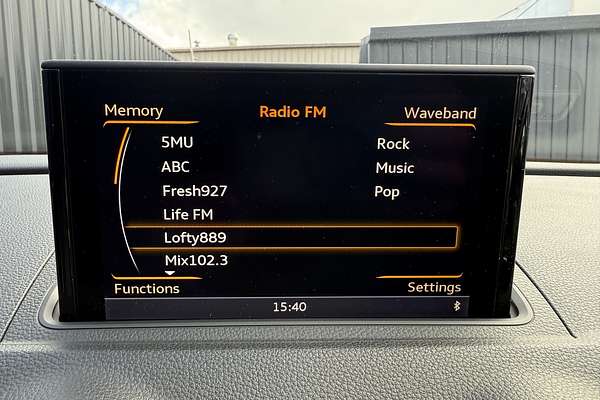 Memory Radio FM Waveband
5MU Rock
ABC Music
Fresh927 Pop
Life FM
Lofty889
Mix102.3
Functions Settings
15:40